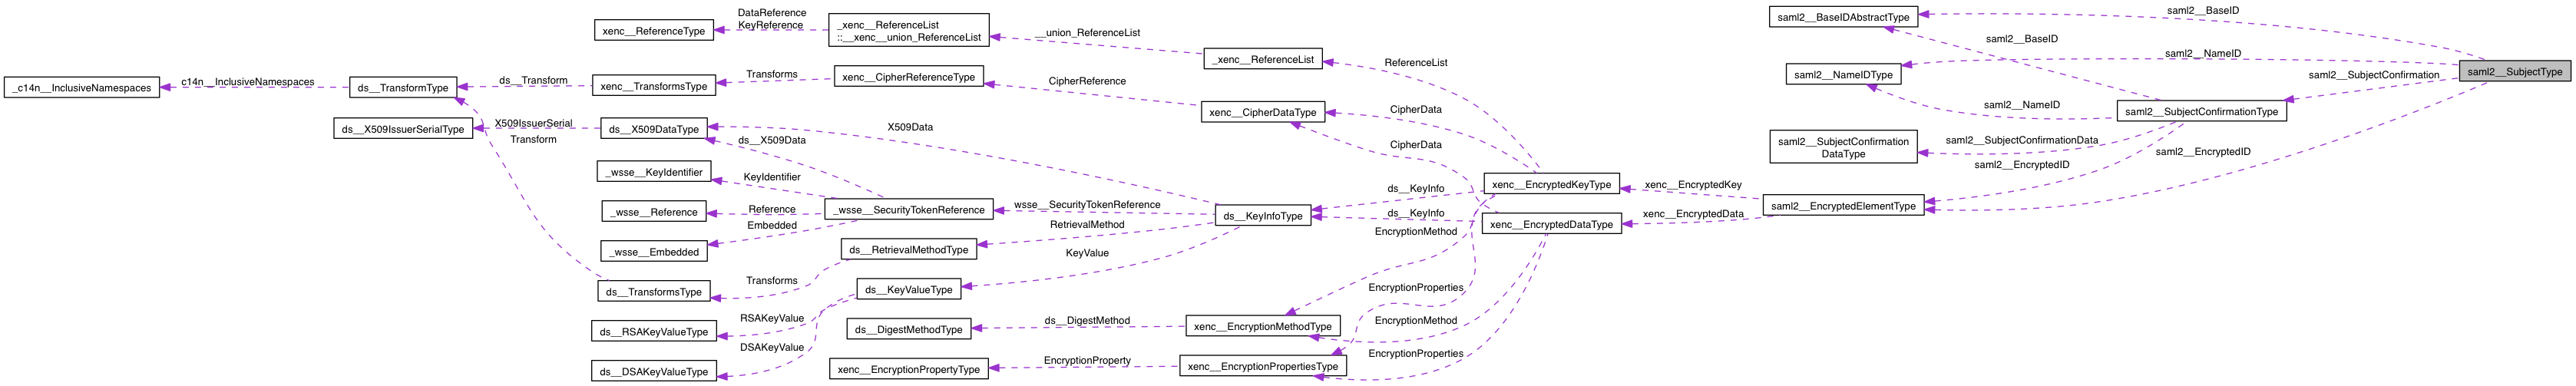 DataReference
KeyReference
xenc__ReferenceType
_xenc__ReferenceList
::__xenc__union_ReferenceList
__union_ReferenceList
_xenc__ReferenceList
ReferenceList
saml2__BaseIDAbstractType
saml2__BaseID
saml2__BaseID
saml2__NameID
saml2__NameIDType
saml2__SubjectConfirmation
saml2__SubjectType
_c14n__InclusiveNamespaces
c14n__InclusiveNamespaces
ds__TransformType
ds__Transform
xenc__TransformsType
Transforms
xenc__CipherReferenceType
CipherReference
xenc__CipherDataType
CipherData
saml2__NameID
saml2__SubjectConfirmationType
ds__X509IssuerSerialType
X509IssuerSerial
Transform
ds__X509DataType
X509Data
ds__X509Data
CipherData
saml2__SubjectConfirmation
DataType
saml2__SubjectConfirmationData
saml2__EncryptedID
saml2__EncryptedID
_wsse__KeyIdentifier
KeyIdentifier
_wsse__Reference
Reference
Embedded
_wsse__Embedded
_wsse__SecurityTokenReference
wsse__SecurityTokenReference
ds__KeyInfoType
ds__KeyInfo
ds__KeyInfo
xenc__EncryptedKeyType
xenc__EncryptedKey
xenc__EncryptedDataType
xenc__EncryptedData
saml2__EncryptedElementType
ds__RetrievalMethodType
RetrievalMethod
EncryptionMethod
KeyValue
ds__TransformsType
Transforms
ds__KeyValueType
EncryptionProperties
RSAKeyValue
ds__RSAKeyValueType
ds__DigestMethodType
ds__DigestMethod
xenc__EncryptionMethodType
EncryptionMethod
DSAKeyValue
ds__DSAKeyValueType
xenc__EncryptionPropertyType
EncryptionProperty
xenc__EncryptionPropertiesType
EncryptionProperties